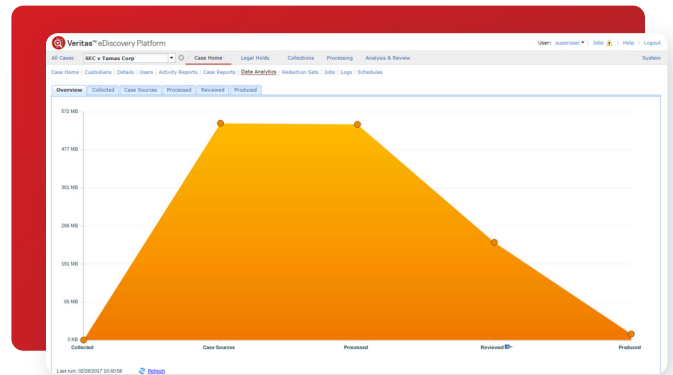 Veritas™ eDiscovery Platform
User: superuser | Jobs | Help | Logout
All Cases SEC v Tamas Corp Case Home Legal Holds Collections Processing Analysis & Review System
Case Home | Custodians | Details | Users | Activity Reports | Case Reports | Data Analytics | Redaction Sets | Jobs | Logs | Schedules
Overview Collected Case Sources Processed Reviewed Produced
572 MB
477 MB
381 MB
286 MB
191 MB
95 MB
0 KB
Collected Case Sources Processed Reviewed Produced
Last run: 02/28/2017 10:40:56 Refresh